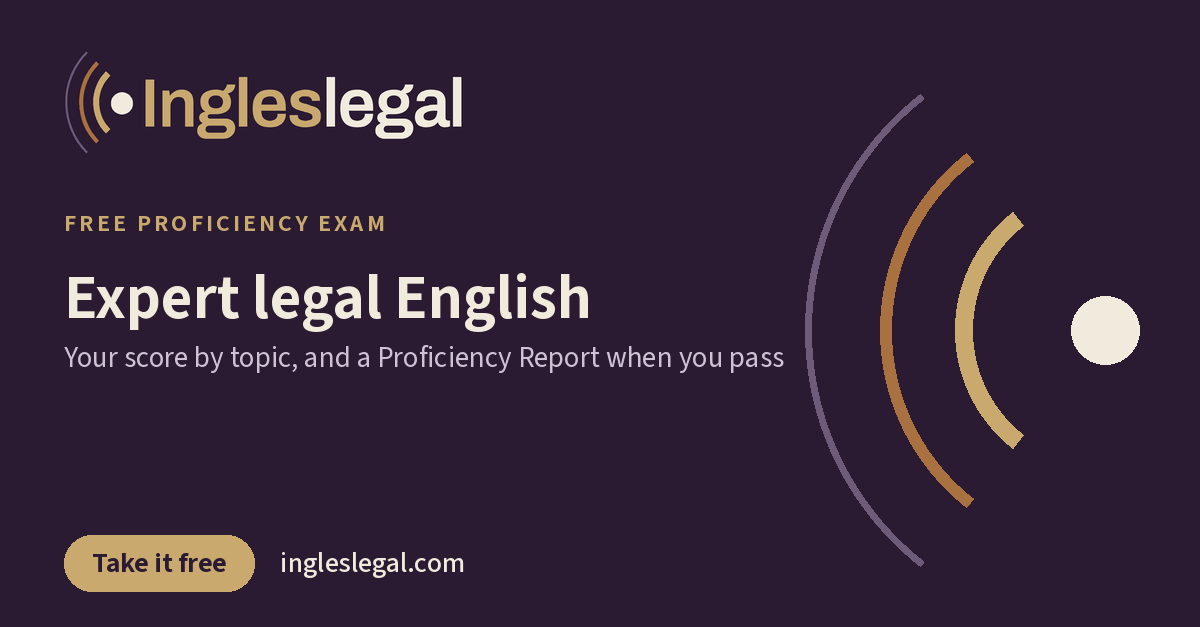 Ingleslegal
FREE PROFICIENCY EXAM
Expert legal English
Your score by topic, and a Proficiency Report when you pass
Take it free
ingleslegal.com